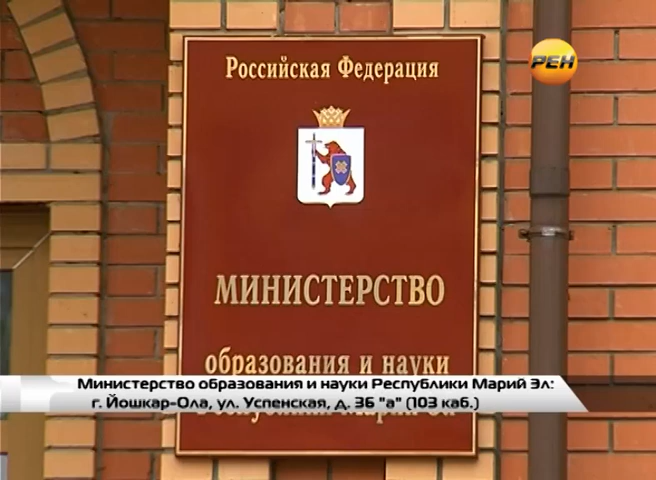 Российская Федерация
РЕН
МИНИСТЕРСТВО
образования и науки
Министерство образования и науки Республики Марий Эл:
г. Йошкар-Ола, ул. Успенская, д. 36 "а" (103 каб.)